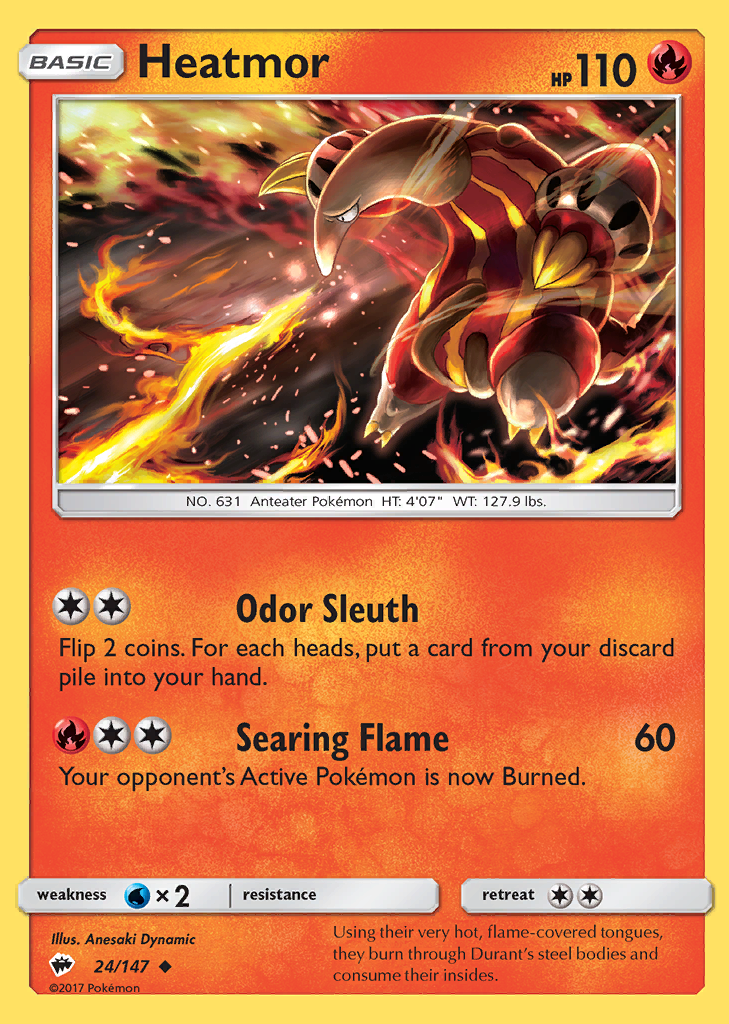 BASIC Heatmor HP 110
NO. 631 Anteater Pokémon HT: 4'07" WT: 127.9 lbs.
Odor Sleuth
Flip 2 coins. For each heads, put a card from your discard
pile into your hand.
Searing Flame 60
Your opponent's Active Pokémon is now Burned.
weakness × 2 resistance retreat
Illus. Anesaki Dynamic
24/147
©2017 Pokémon
Using their very hot, flame-covered tongues,
they burn through Durant's steel bodies and
consume their insides.